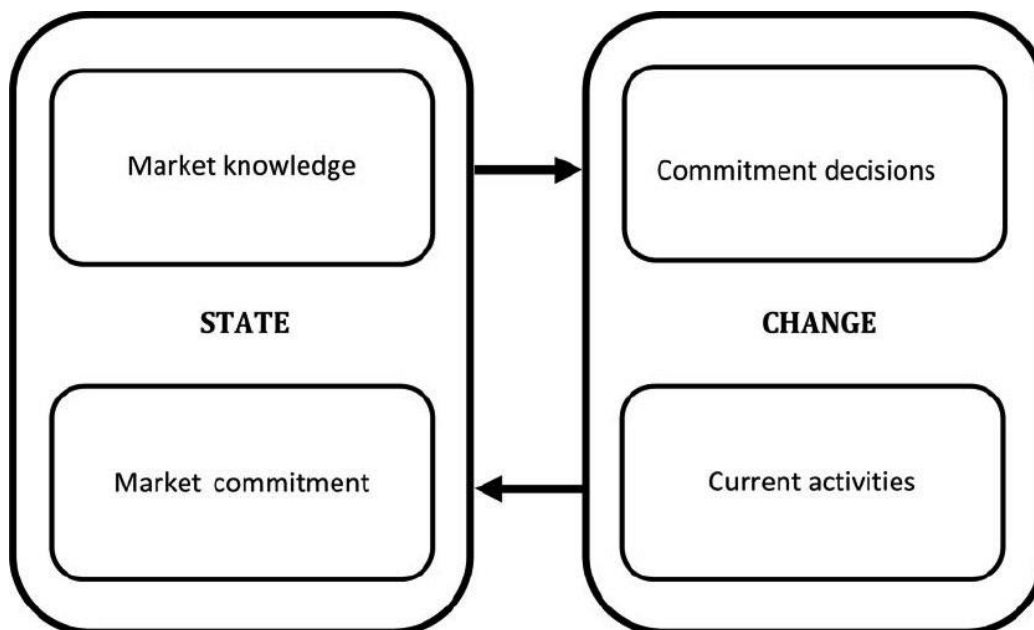 Market knowledge
Commitment decisions
STATE
CHANGE
Market commitment
Current activities